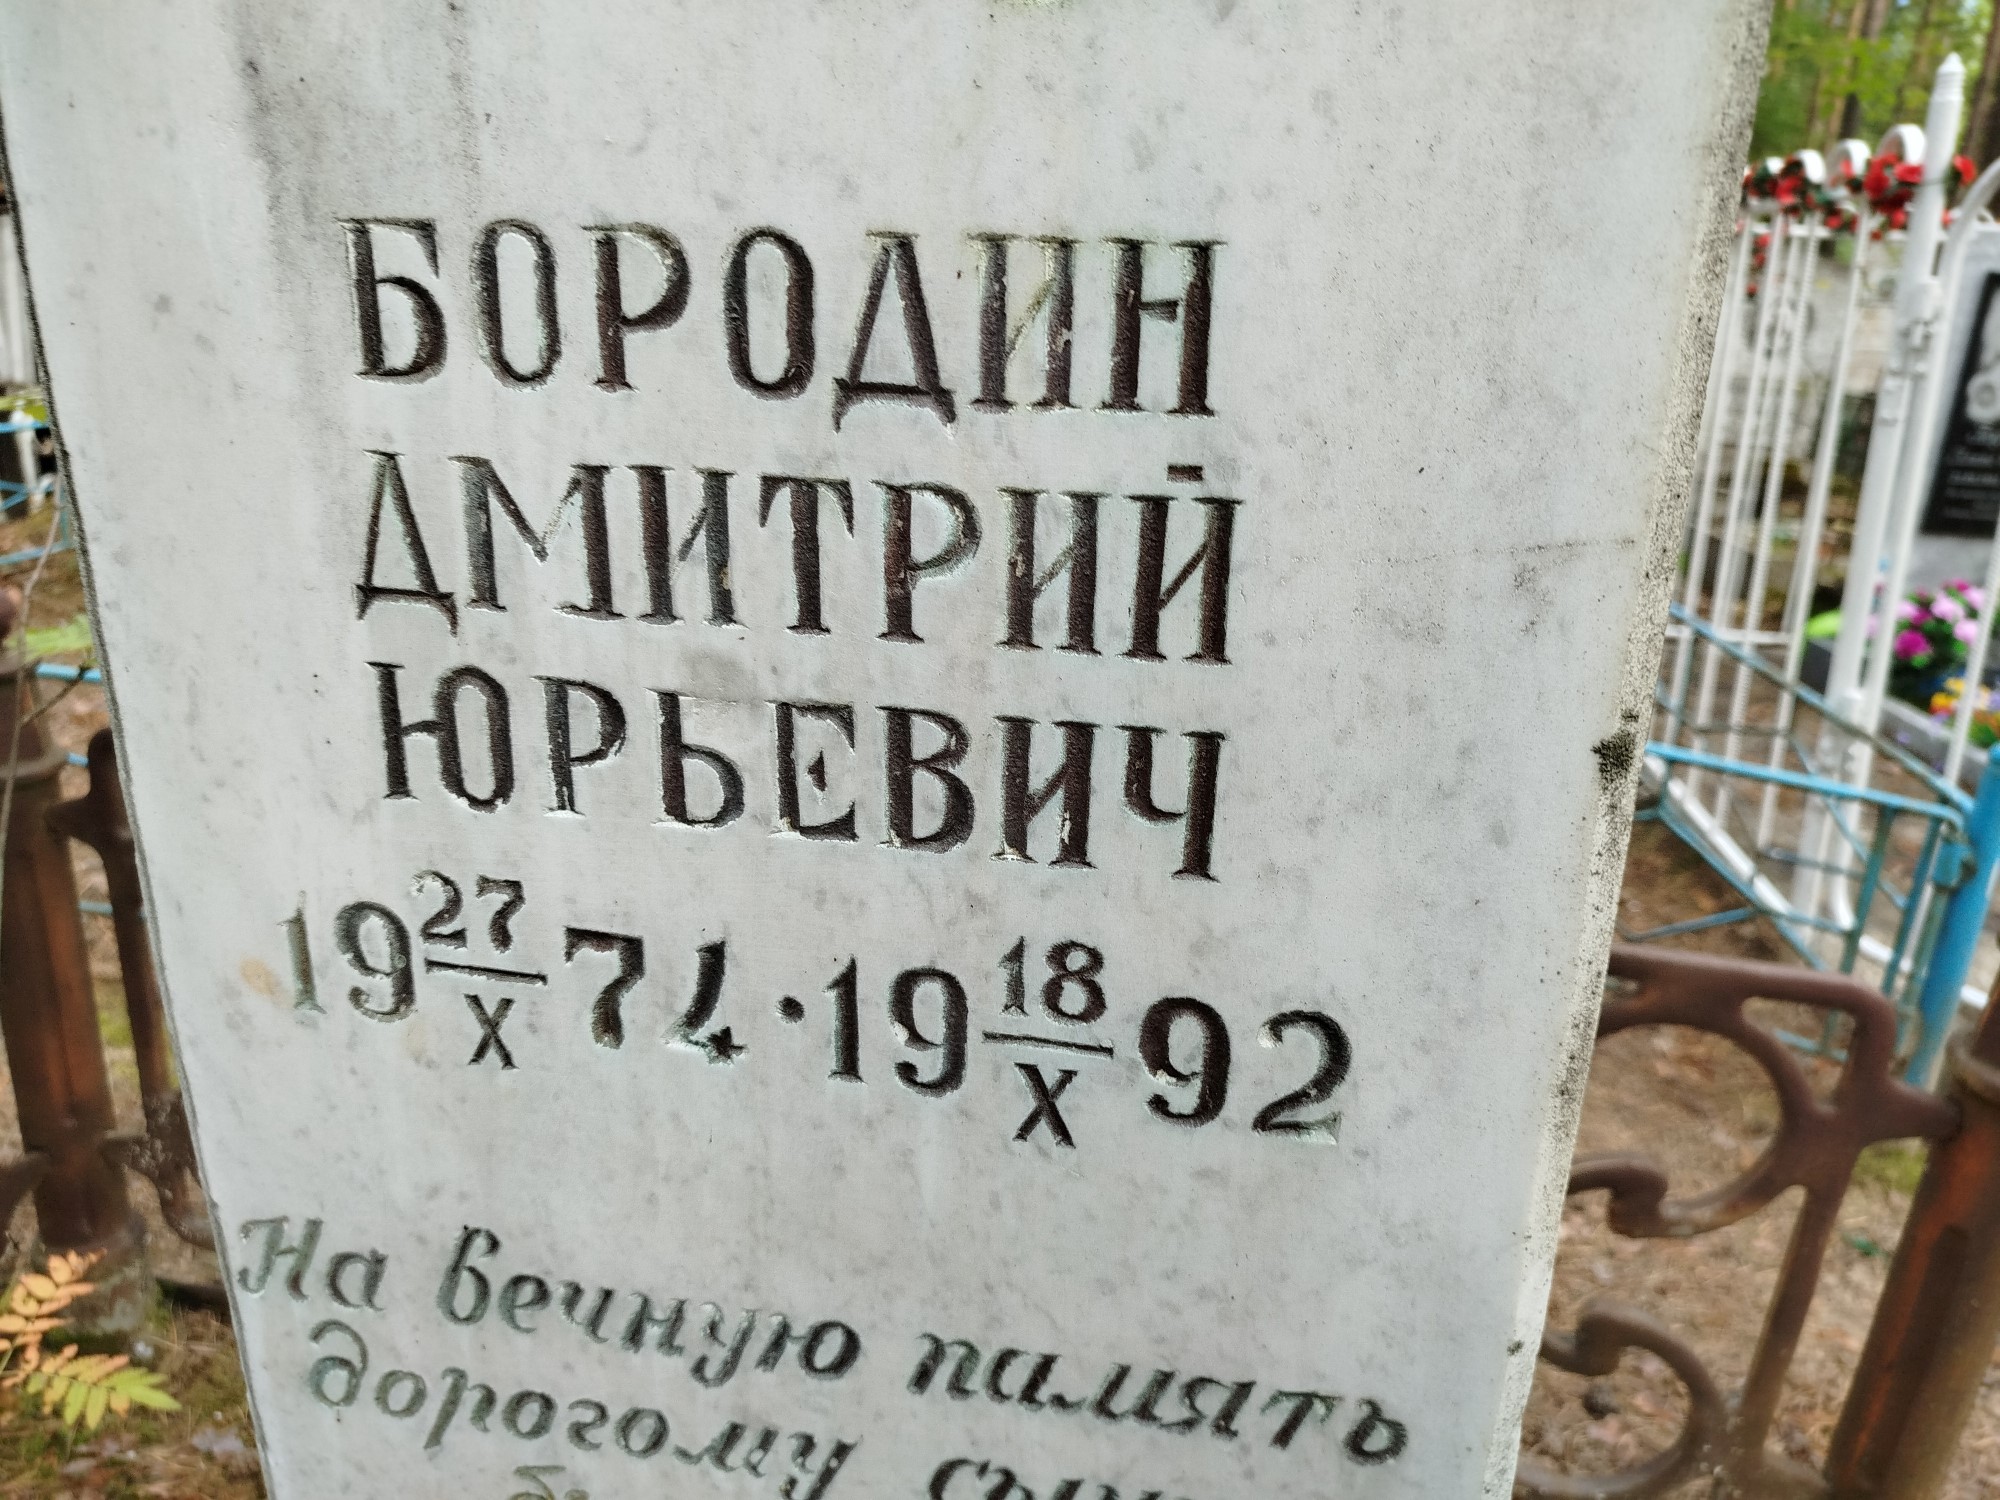 БОРОДИН
ДМИТРИЙ
ЮРЬЕВИЧ
19 27/X 74 · 19 18/X 92
На вечную память
дорогому